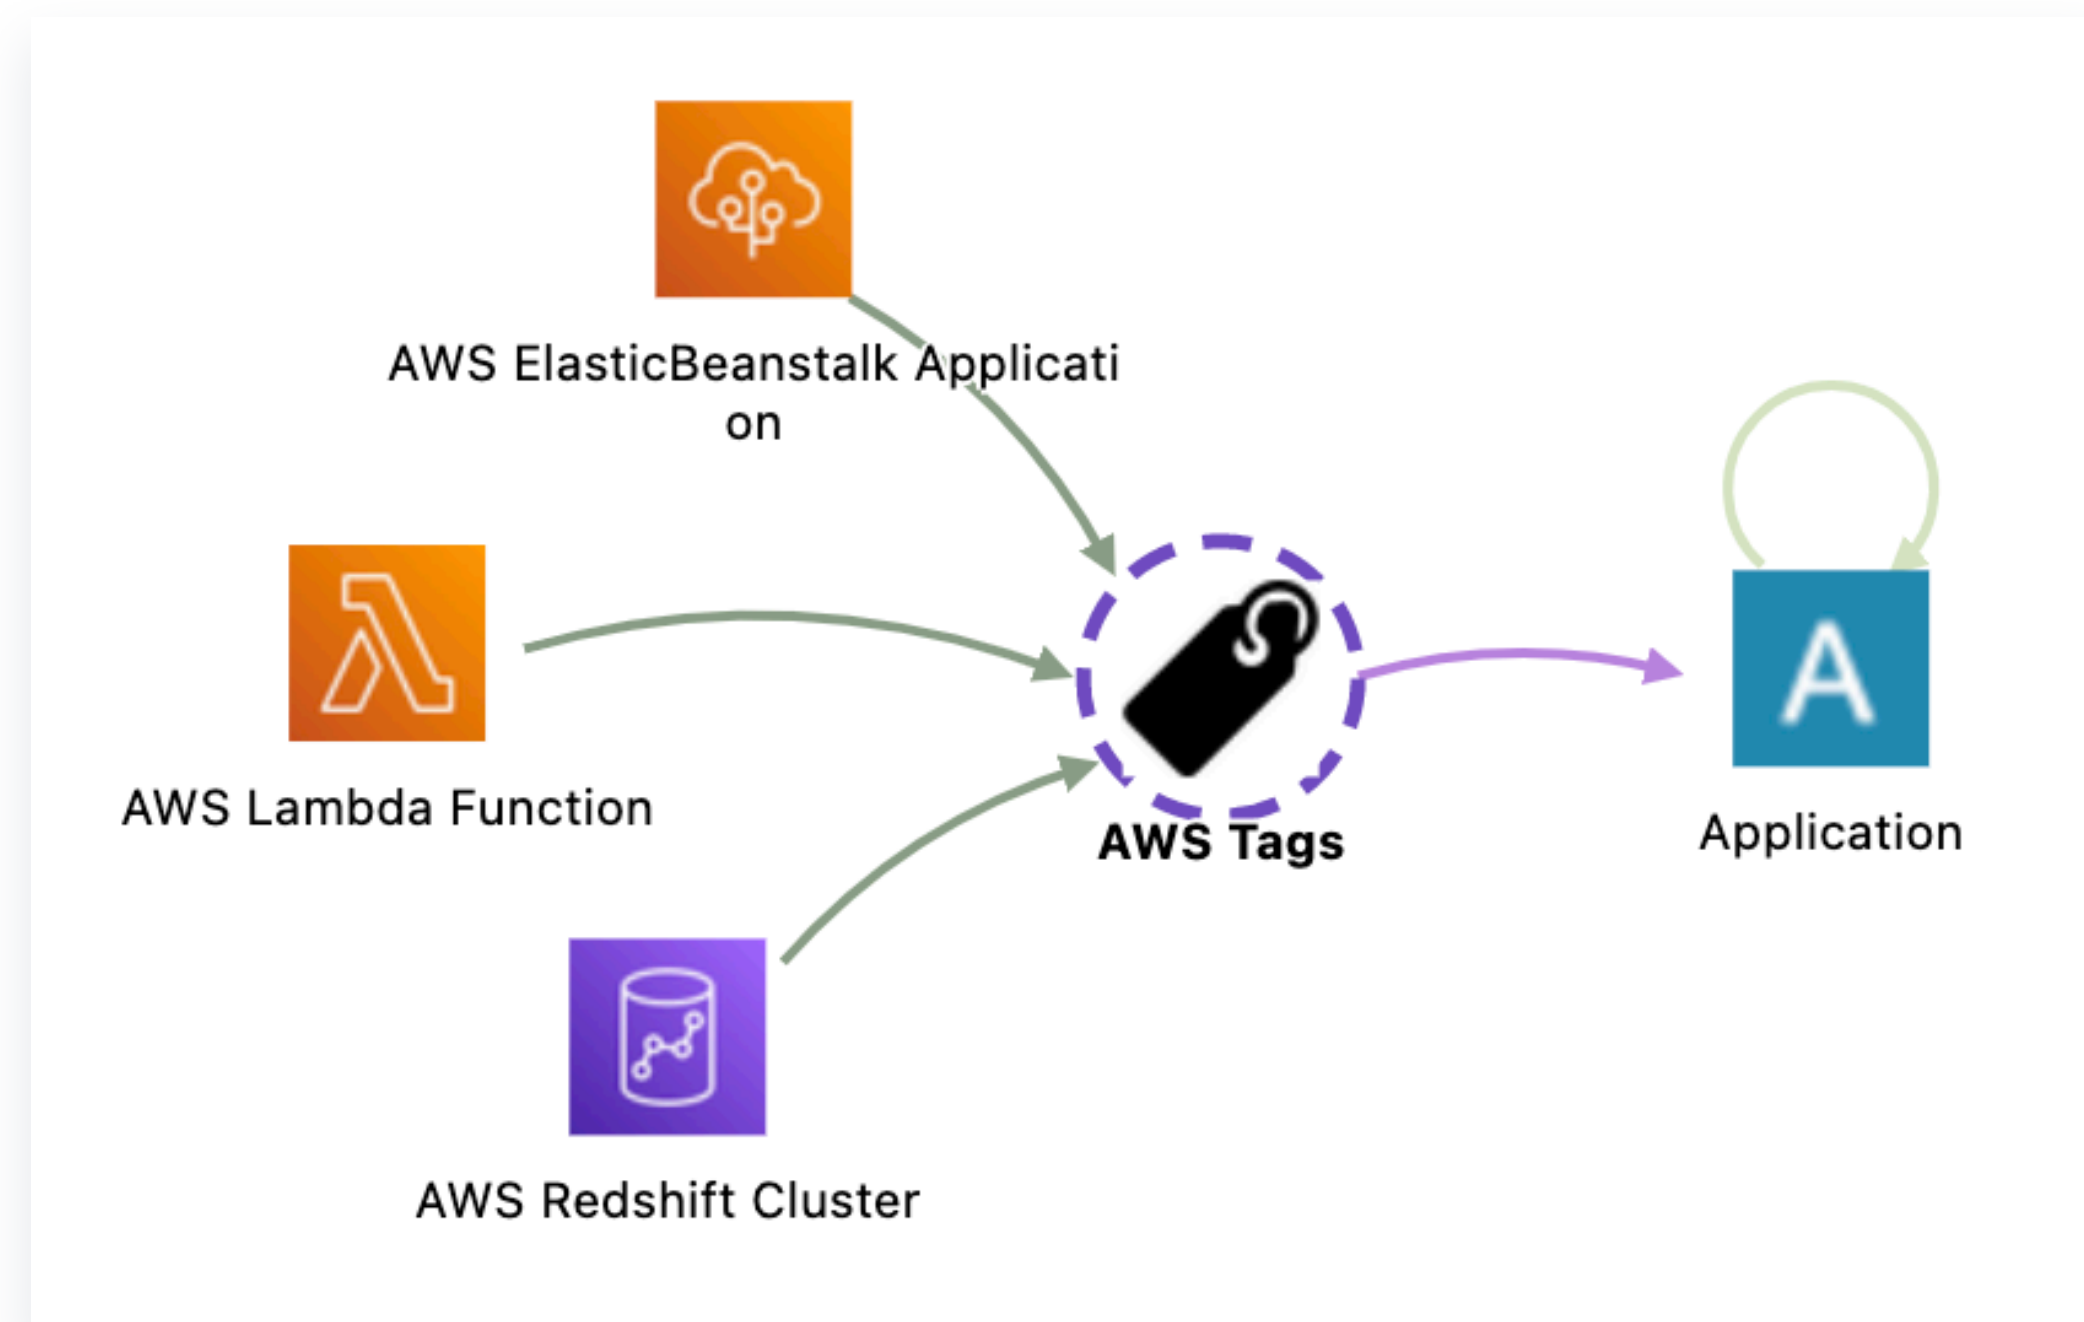 AWS ElasticBeanstalk Applicati
on
AWS Lambda Function
AWS Tags
A
Application
AWS Redshift Cluster